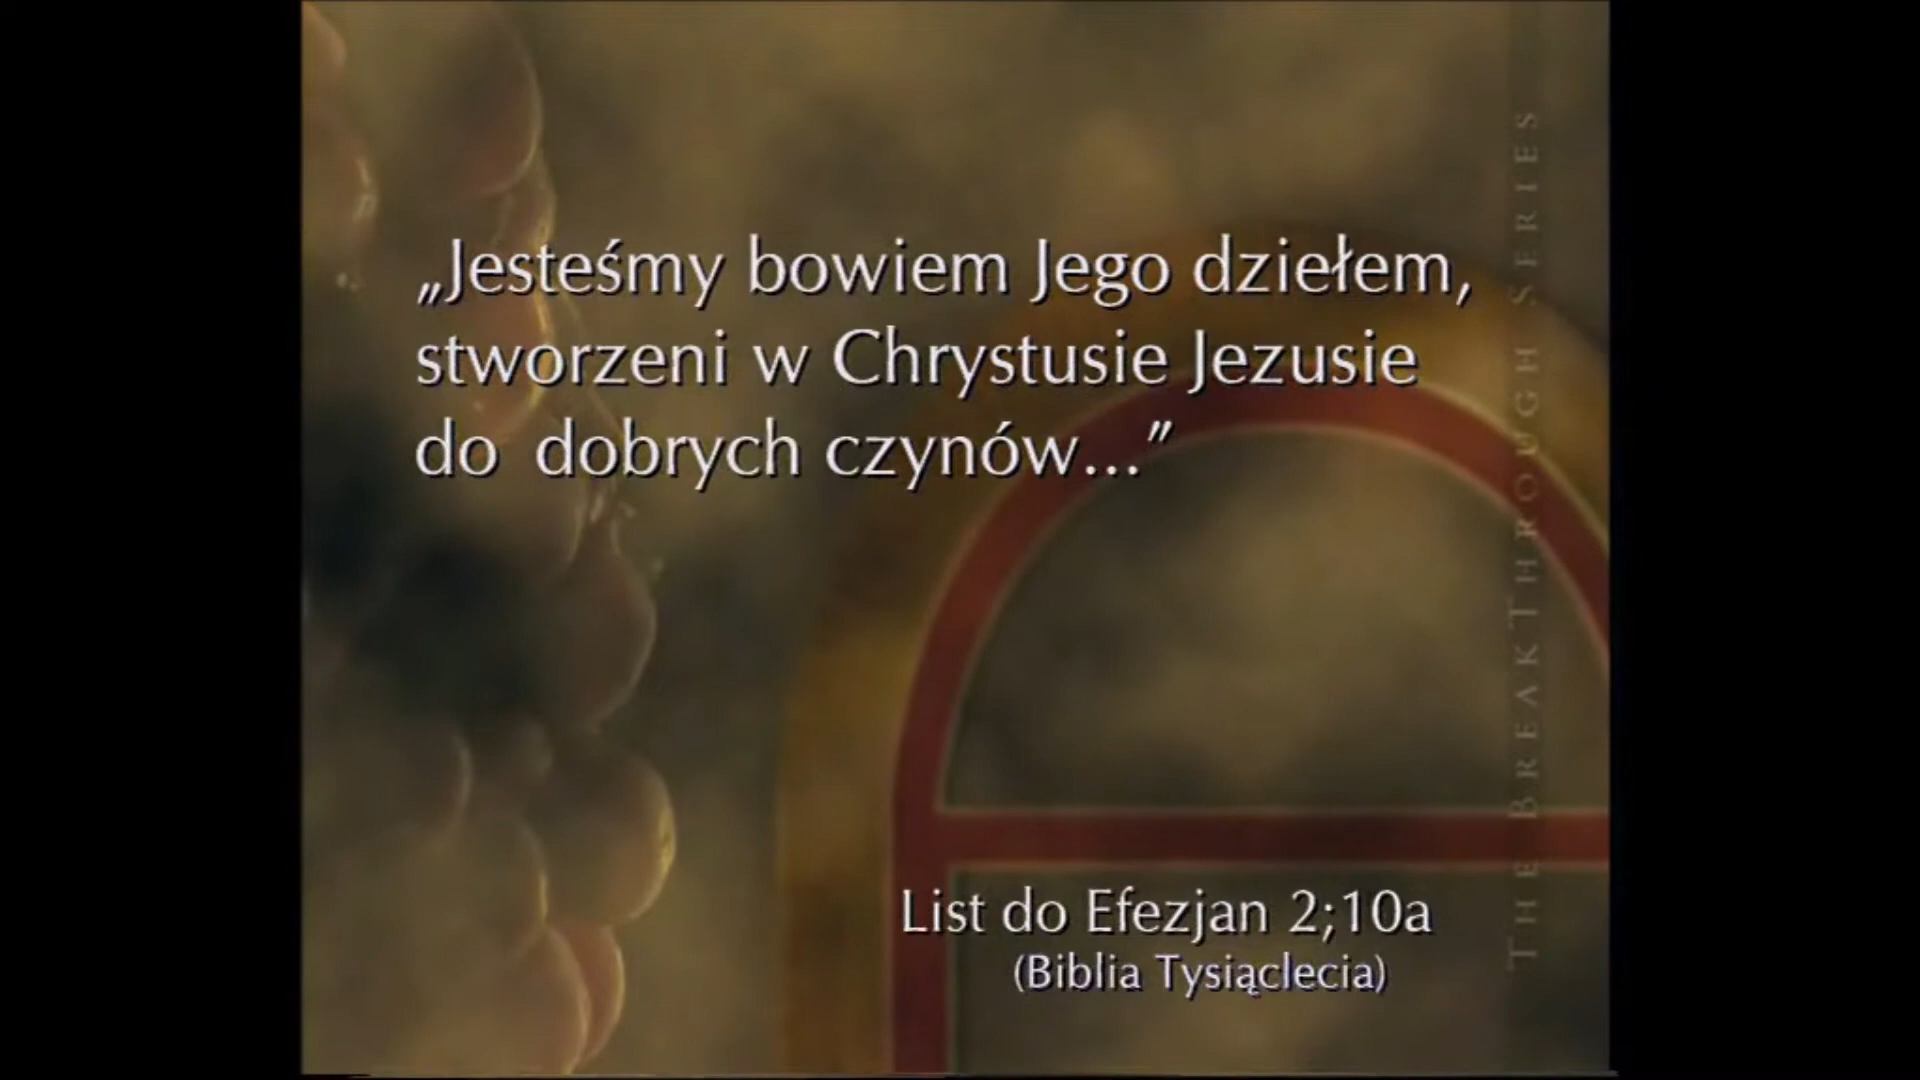 „Jesteśmy bowiem Jego dziełem,
stworzeni w Chrystusie Jezusie
do dobrych czynów...”
List do Efezjan 2;10a
(Biblia Tysiąclecia)
THE BREAKTHROUGH SERIES